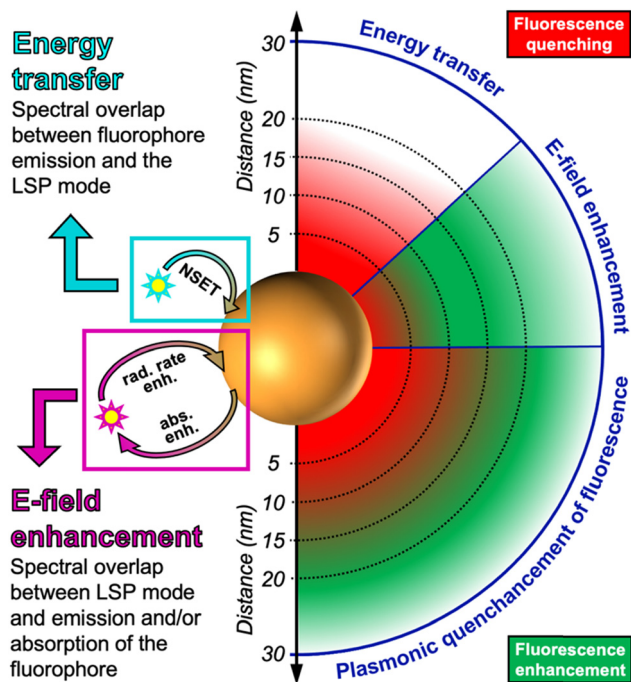 Energy
transfer
Spectral overlap
between fluorophore
emission and the
LSP mode
NSET
rad. rate
enh.
abs.
enh.
E-field
enhancement
Spectral overlap
between LSP mode
and emission and/or
absorption of the
fluorophore
30
20
15
10
5
Distance (nm)
5
10
15
20
30
Distance (nm)
Fluorescence
quenching
Energy transfer
E-field enhancement
Plasmonic quenchancement of fluorescence
Fluorescence
enhancement